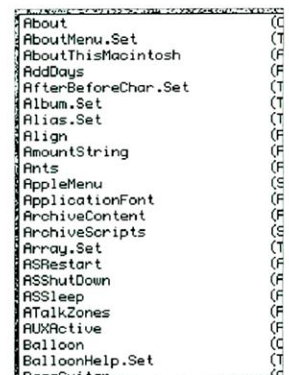 About (C
AboutMenu.Set (T
AboutThisMacintosh (F
AddDays (F
AfterBeforeChar.Set (T
Album.Set (T
Alias.Set (T
Align (F
AmountString (F
Ants (F
AppleMenu (S
ApplicationFont (F
ArchiveContent (F
ArchiveScripts (S
Array.Set (T
ASRestart (F
ASShutDown (F
ASSleep (F
ATalkZones (F
AUXActive (F
Balloon (C
BalloonHelp.Set (T